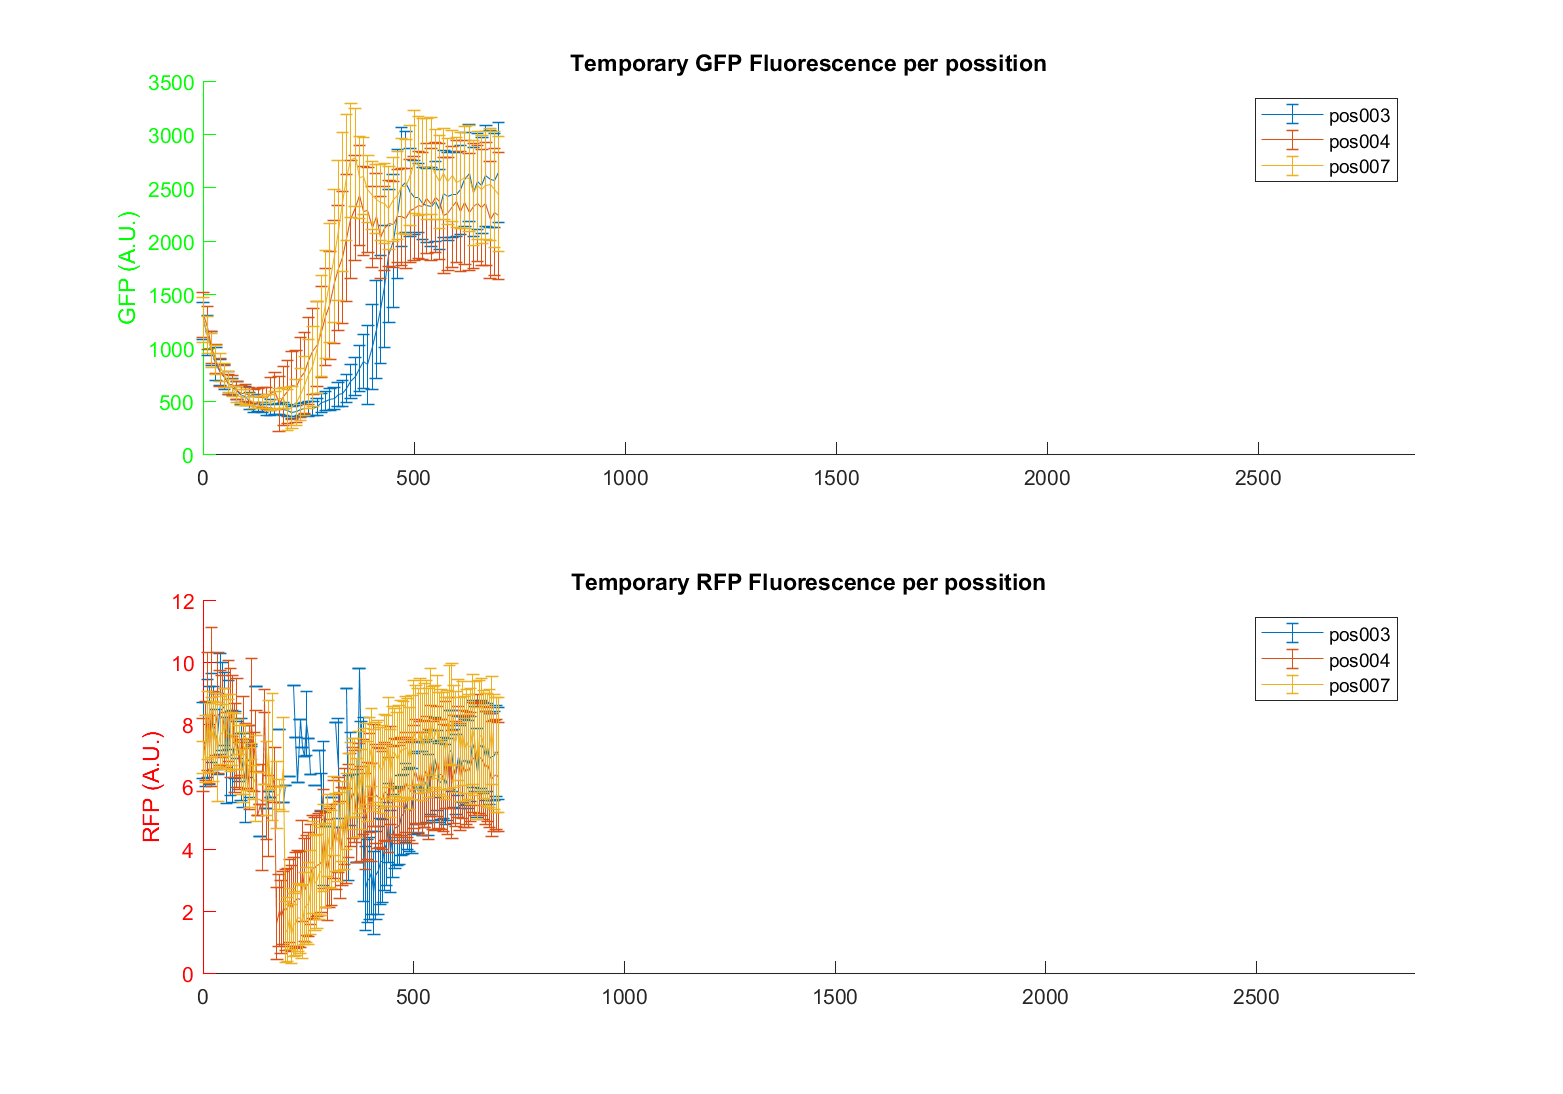 Temporary GFP Fluorescence per possition
3500
3000
2500
2000
1500
1000
500
0
GFP (A.U.)
0 500 1000 1500 2000 2500
pos003
pos004
pos007
Temporary RFP Fluorescence per possition
12
10
8
6
4
2
0
RFP (A.U.)
0 500 1000 1500 2000 2500
pos003
pos004
pos007